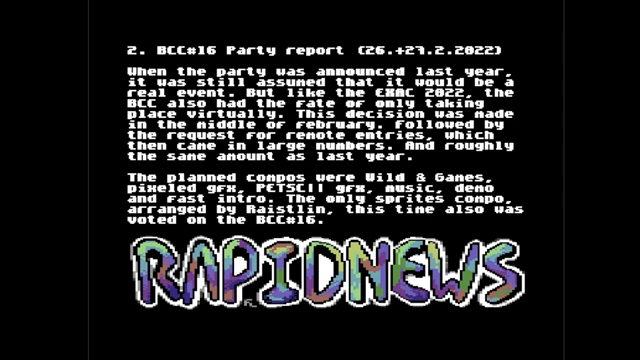 2. BCC#16 Party report (26.+27.2.2022)
When the party was announced last year,
it was still assumed that it would be a
real event. But like the EXAC 2022, the
BCC also had the fate of only taking
place virtually. This decision was made
in the middle of february, followed by
the request for remote entries, which
then came in large numbers. And roughly
the same amount as last year.
The planned compos were Wild & Games,
pixeled gfx, PETSCII gfx, music, demo
and fast intro. The only sprites compo,
arranged by Raistlin, this time also was
voted on the BCC#16.
RAPIDNEWS